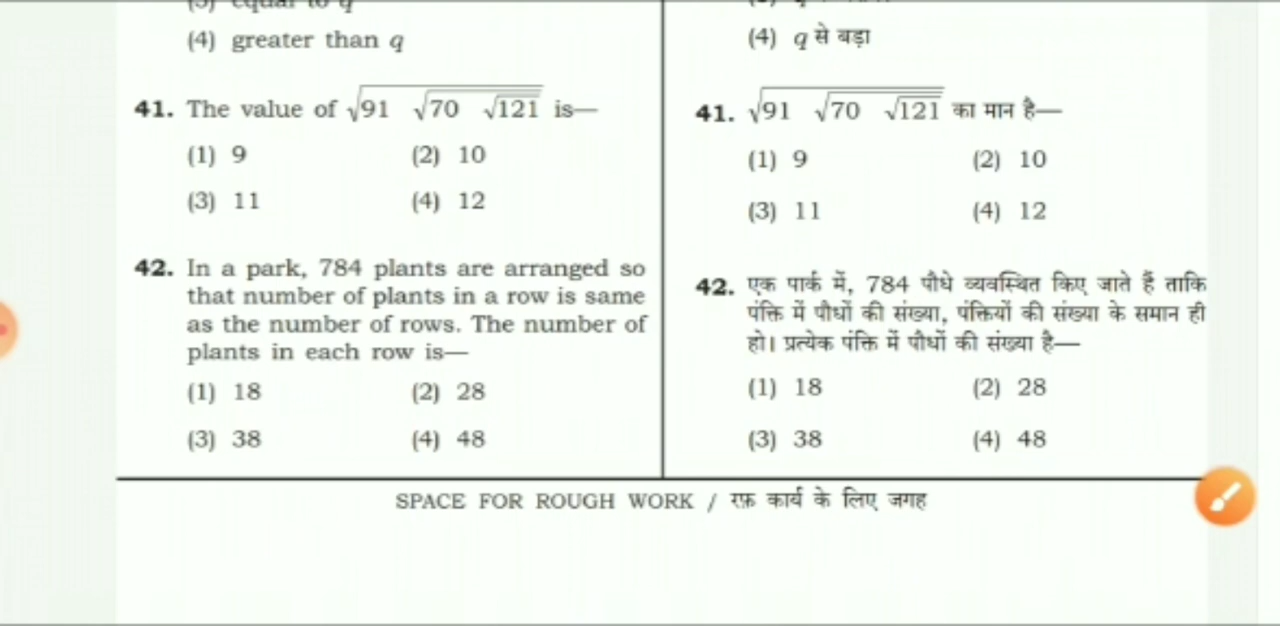 (4) greater than q
41. The value of √91 √70 √121 is—
(1) 9 (2) 10
(3) 11 (4) 12
42. In a park, 784 plants are arranged so
that number of plants in a row is same
as the number of rows. The number of
plants in each row is—
(1) 18 (2) 28
(3) 38 (4) 48
(4) q से बड़ा
41. √91 √70 √121 का मान है—
(1) 9 (2) 10
(3) 11 (4) 12
42. एक पार्क में, 784 पौधे व्यवस्थित किए जाते हैं ताकि
पंक्ति में पौधों की संख्या, पंक्तियों की संख्या के समान ही
हो। प्रत्येक पंक्ति में पौधों की संख्या है—
(1) 18 (2) 28
(3) 38 (4) 48
SPACE FOR ROUGH WORK / रफ़ कार्य के लिए जगह